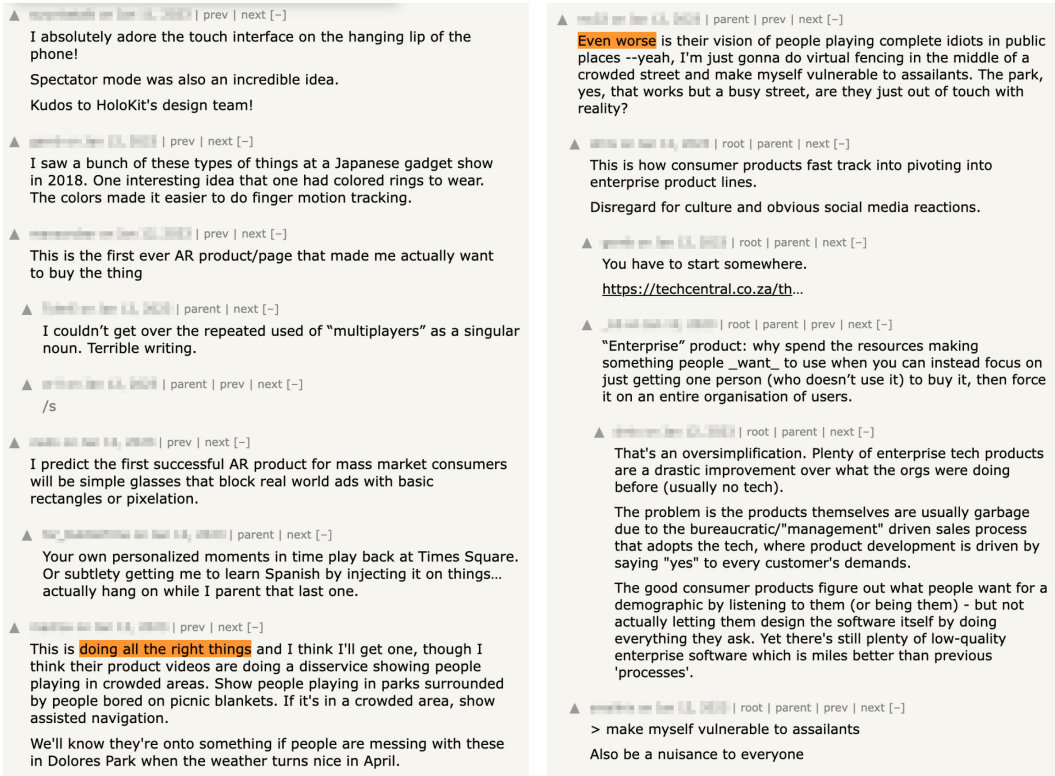 | prev | next [–]
I absolutely adore the touch interface on the hanging lip of the
phone!
Spectator mode was also an incredible idea.
Kudos to HoloKit's design team!
| prev | next [–]
I saw a bunch of these types of things at a Japanese gadget show
in 2018. One interesting idea that one had colored rings to wear.
The colors made it easier to do finger motion tracking.
| prev | next [–]
This is the first ever AR product/page that made me actually want
to buy the thing
| parent | next [–]
I couldn’t get over the repeated used of “multiplayers” as a singular
noun. Terrible writing.
| parent | prev | next [–]
/s
| prev | next [–]
I predict the first successful AR product for mass market consumers
will be simple glasses that block real world ads with basic
rectangles or pixelation.
| parent | next [–]
Your own personalized moments in time play back at Times Square.
Or subtlety getting me to learn Spanish by injecting it on things...
actually hang on while I parent that last one.
| prev | next [–]
This is doing all the right things and I think I'll get one, though I
think their product videos are doing a disservice showing people
playing in crowded areas. Show people playing in parks surrounded
by people bored on picnic blankets. If it's in a crowded area, show
assisted navigation.
We'll know they're onto something if people are messing with these
in Dolores Park when the weather turns nice in April.
| parent | prev | next [–]
Even worse is their vision of people playing complete idiots in public
places --yeah, I'm just gonna do virtual fencing in the middle of a
crowded street and make myself vulnerable to assailants. The park,
yes, that works but a busy street, are they just out of touch with
reality?
| root | parent | next [–]
This is how consumer products fast track into pivoting into
enterprise product lines.
Disregard for culture and obvious social media reactions.
| root | parent | next [–]
You have to start somewhere.
https://techcentral.co.za/th...
| root | parent | prev | next [–]
“Enterprise” product: why spend the resources making
something people _want_ to use when you can instead focus on
just getting one person (who doesn’t use it) to buy it, then force
it on an entire organisation of users.
| root | parent | next [–]
That's an oversimplification. Plenty of enterprise tech products
are a drastic improvement over what the orgs were doing
before (usually no tech).
The problem is the products themselves are usually garbage
due to the bureaucratic/"management" driven sales process
that adopts the tech, where product development is driven by
saying "yes" to every customer's demands.
The good consumer products figure out what people want for a
demographic by listening to them (or being them) - but not
actually letting them design the software itself by doing
everything they ask. Yet there's still plenty of low-quality
enterprise software which is miles better than previous
'processes'.
| root | parent | prev | next [–]
> make myself vulnerable to assailants
Also be a nuisance to everyone